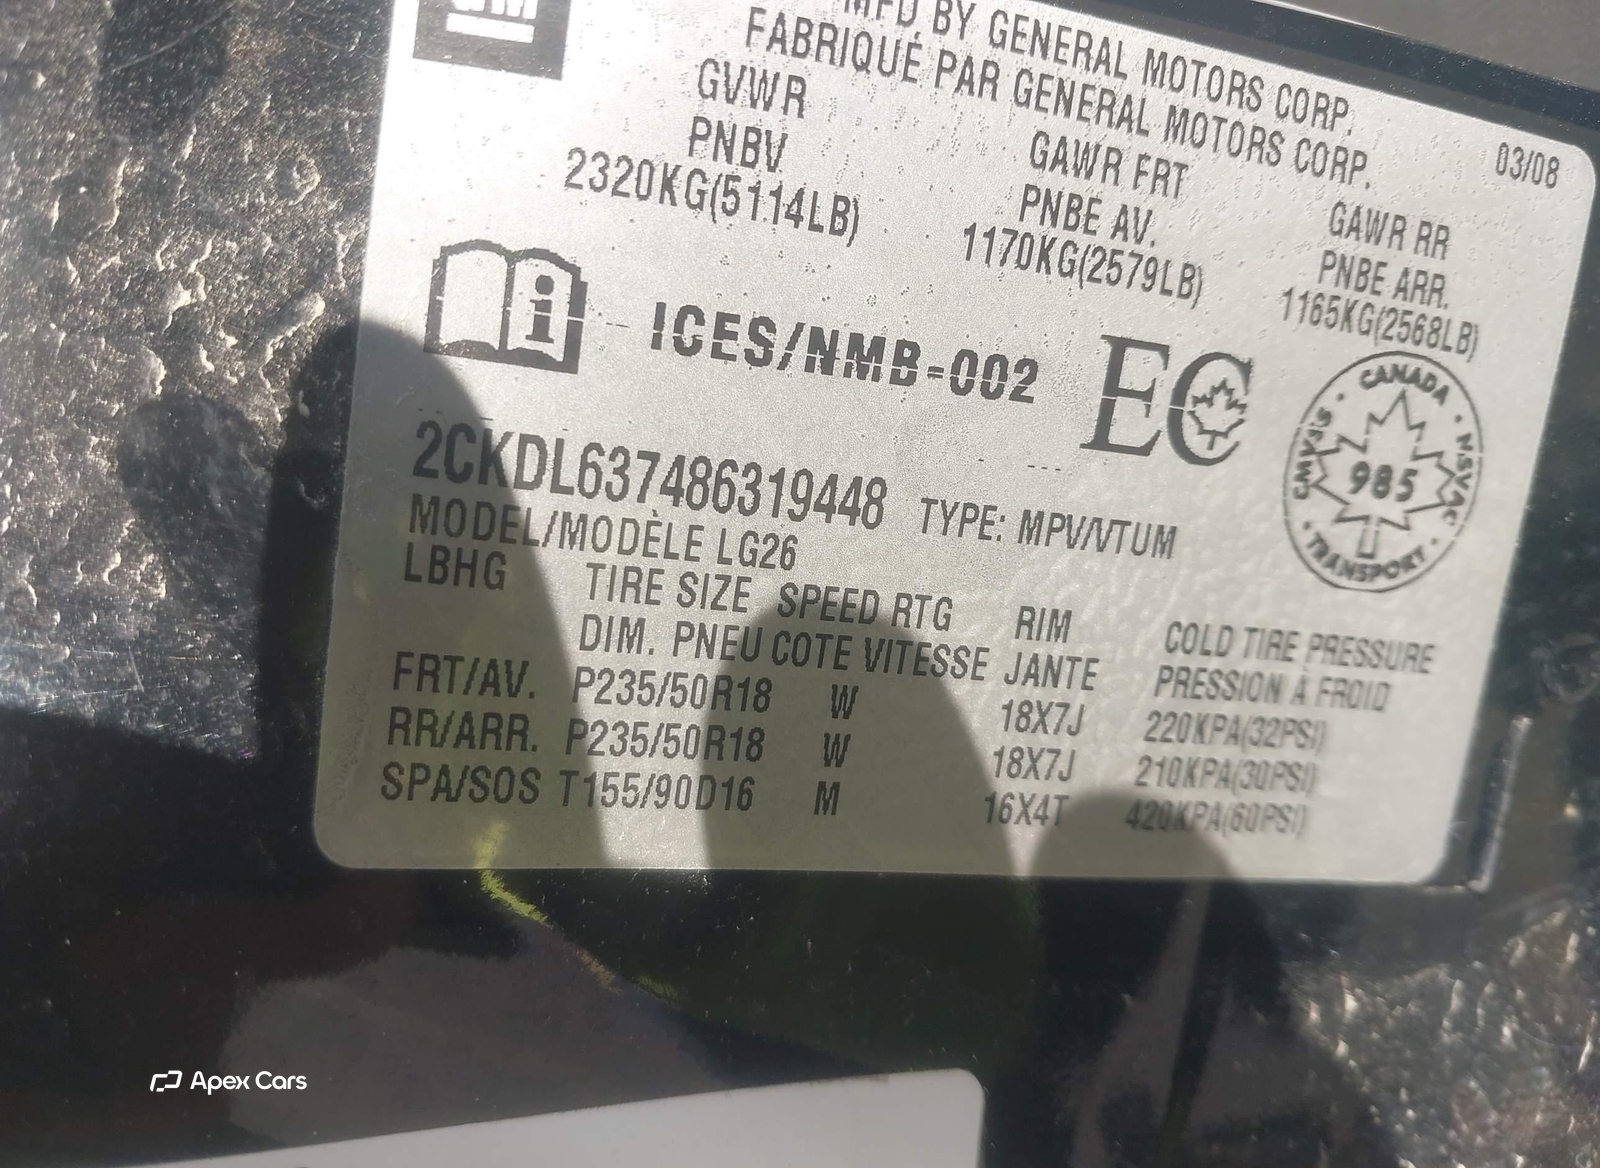 GM
MFD BY GENERAL MOTORS CORP.
FABRIQUÉ PAR GENERAL MOTORS CORP.
03/08
GVWR GAWR FRT GAWR RR
PNBV PNBE AV. PNBE ARR.
2320KG(5114LB) 1170KG(2579LB) 1165KG(2568LB)
i ICES/NMB-002 EC
CANADA · NSVAC · TRANSPORT · CMVSS
985
2CKDL637486319448 TYPE: MPV/VTUM
MODEL/MODÈLE LG26
LBHG TIRE SIZE SPEED RTG RIM COLD TIRE PRESSURE
DIM. PNEU COTE VITESSE JANTE PRESSION À FROID
FRT/AV. P235/50R18 W 18X7J 220KPA(32PSI)
RR/ARR. P235/50R18 W 18X7J 210KPA(30PSI)
SPA/SOS T155/90D16 M 16X4T 420KPA(60PSI)
Apex Cars